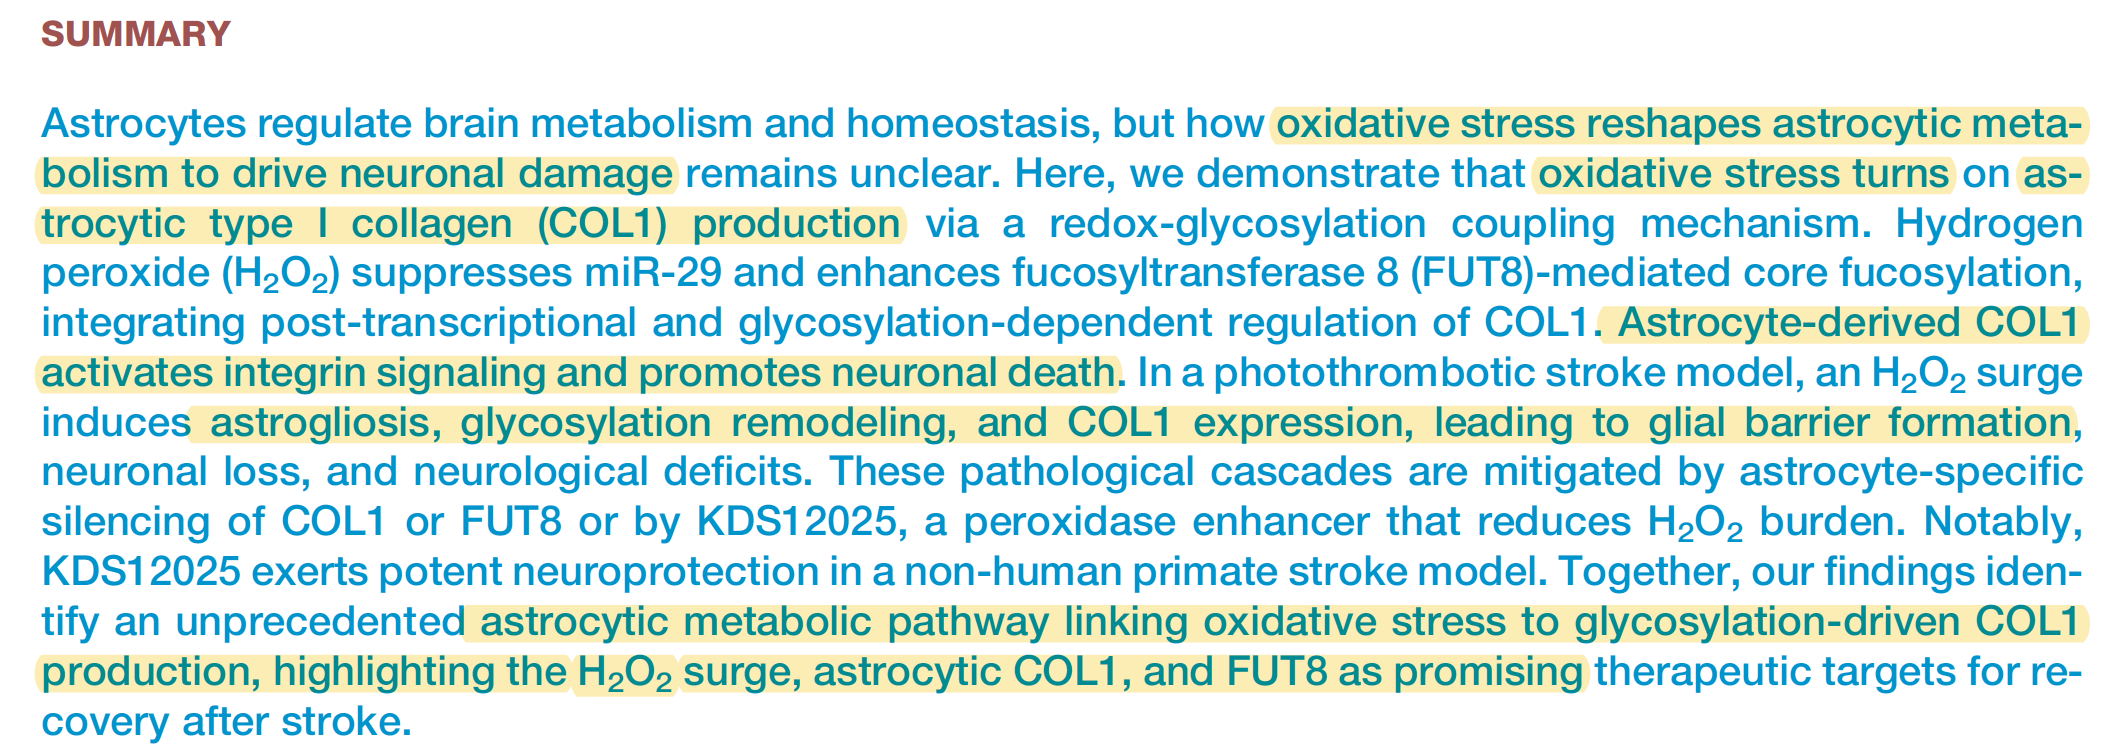 SUMMARY
Astrocytes regulate brain metabolism and homeostasis, but how oxidative stress reshapes astrocytic meta-
bolism to drive neuronal damage remains unclear. Here, we demonstrate that oxidative stress turns on as-
trocytic type I collagen (COL1) production via a redox-glycosylation coupling mechanism. Hydrogen
peroxide (H₂O₂) suppresses miR-29 and enhances fucosyltransferase 8 (FUT8)-mediated core fucosylation,
integrating post-transcriptional and glycosylation-dependent regulation of COL1. Astrocyte-derived COL1
activates integrin signaling and promotes neuronal death. In a photothrombotic stroke model, an H₂O₂ surge
induces astrogliosis, glycosylation remodeling, and COL1 expression, leading to glial barrier formation,
neuronal loss, and neurological deficits. These pathological cascades are mitigated by astrocyte-specific
silencing of COL1 or FUT8 or by KDS12025, a peroxidase enhancer that reduces H₂O₂ burden. Notably,
KDS12025 exerts potent neuroprotection in a non-human primate stroke model. Together, our findings iden-
tify an unprecedented astrocytic metabolic pathway linking oxidative stress to glycosylation-driven COL1
production, highlighting the H₂O₂ surge, astrocytic COL1, and FUT8 as promising therapeutic targets for re-
covery after stroke.